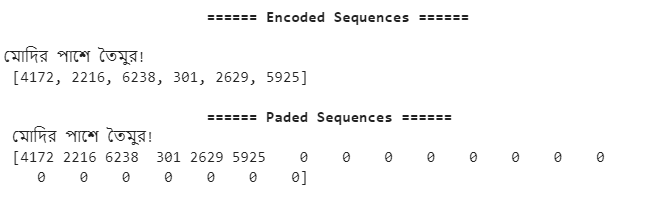 ====== Encoded Sequences ======
মোদির পাশে তৈমুর!
[4172, 2216, 6238, 301, 2629, 5925]
====== Paded Sequences ======
মোদির পাশে তৈমুর!
[4172 2216 6238  301 2629 5925    0    0    0    0    0    0    0    0
0    0    0    0    0    0    0]